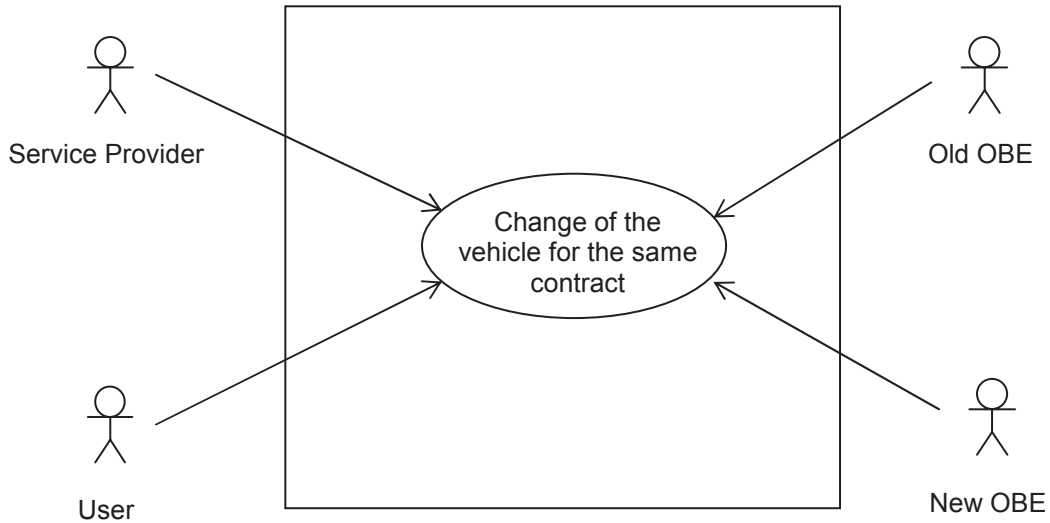 Service Provider
Old OBE
Change of the
vehicle for the same
contract
User
New OBE